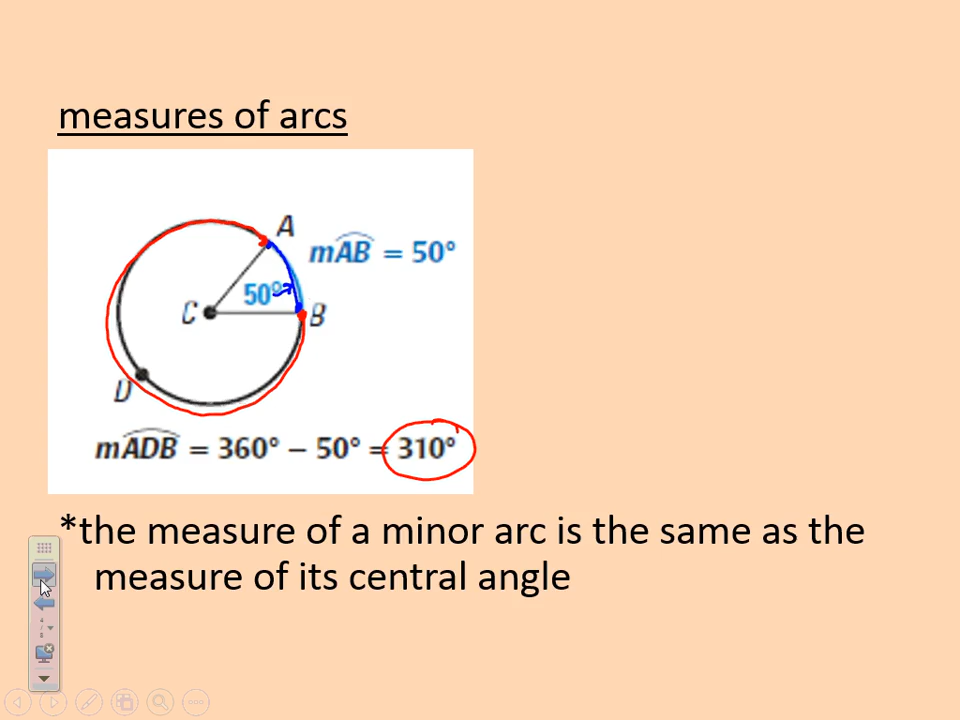 measures of arcs
A
mAB = 50°
50°
C
B
D
mADB = 360° − 50° = 310°
*the measure of a minor arc is the same as the
measure of its central angle